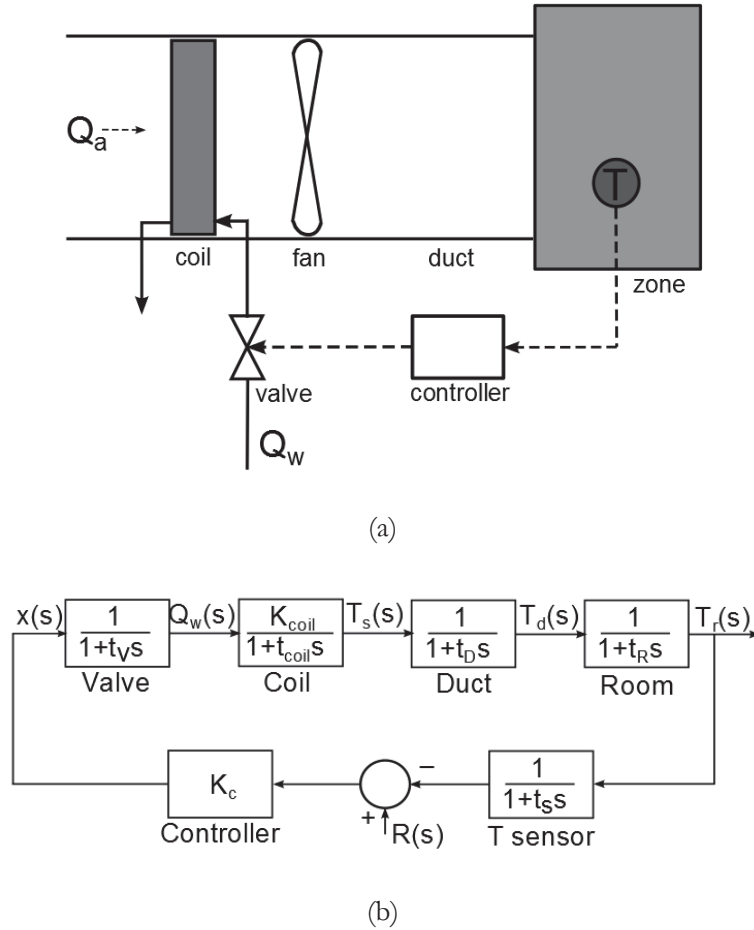 Qa
T
coil
fan
duct
zone
valve
controller
Qw
(a)
x(s)
1
1+tVs
Valve
Qw(s)
Kcoil
1+tcoils
Coil
Ts(s)
1
1+tDs
Duct
Td(s)
1
1+tRs
Room
Tr(s)
Kc
Controller
−
+
R(s)
1
1+tSs
T sensor
(b)